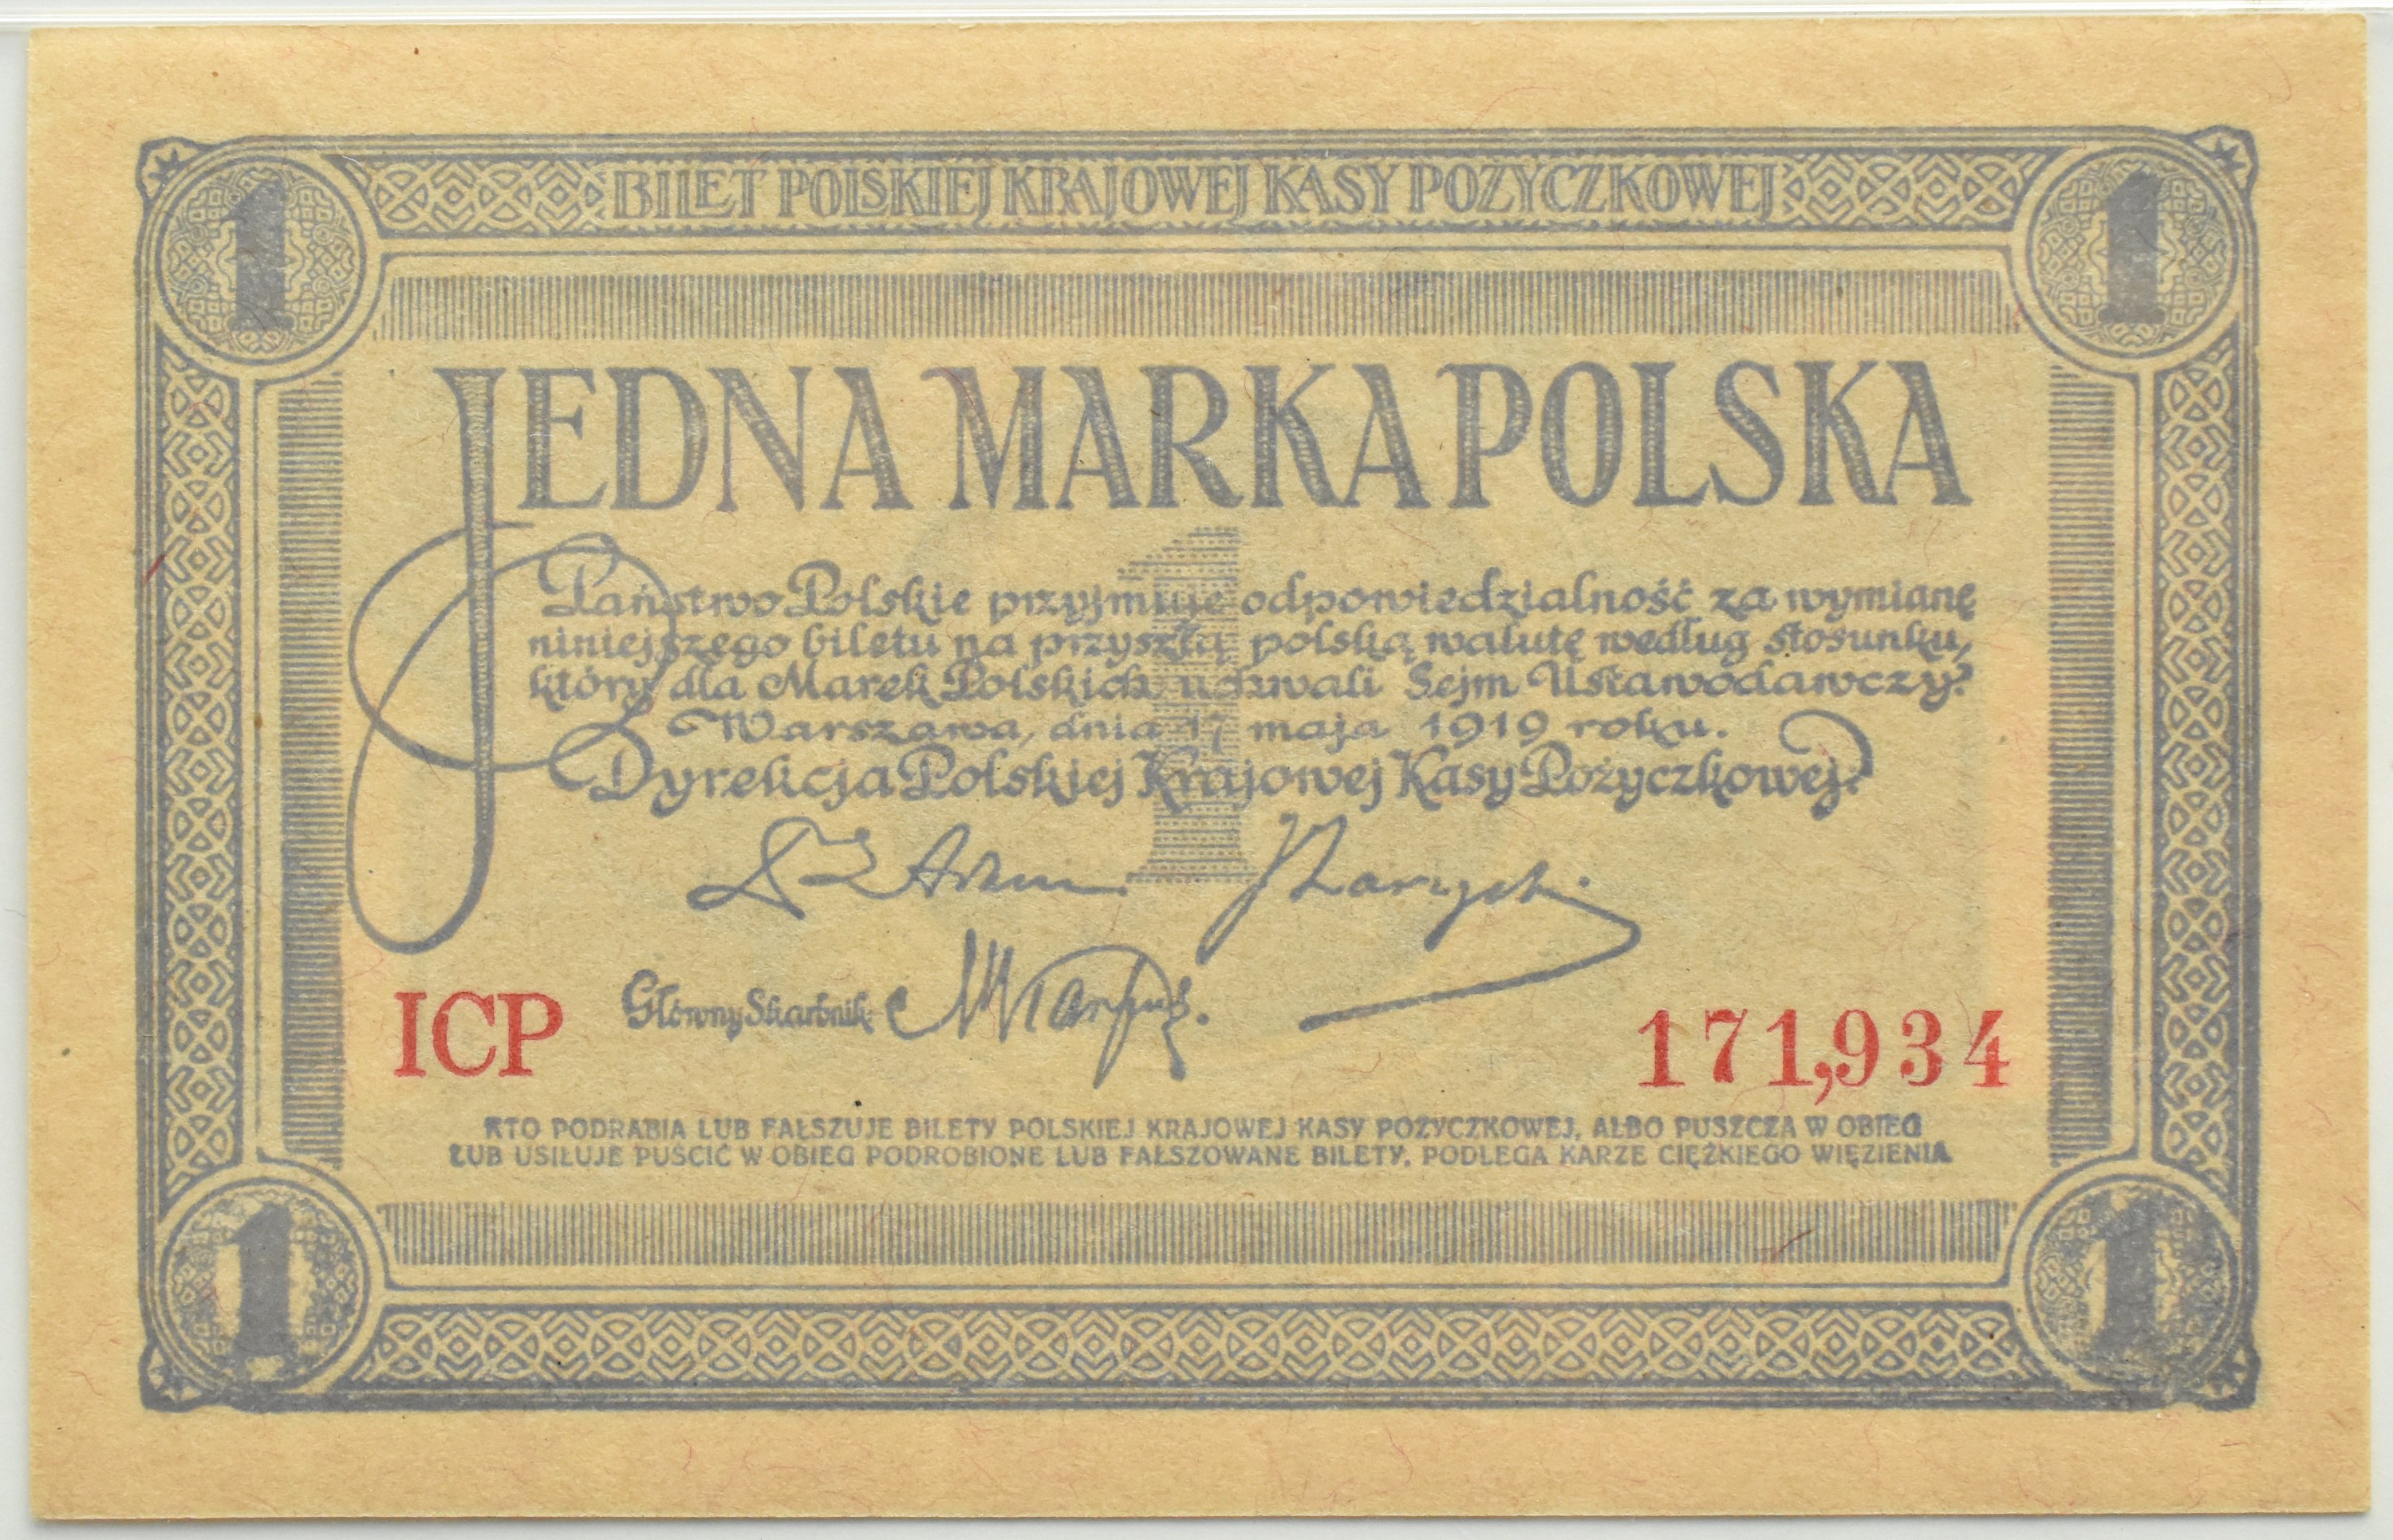 1 BILET POLSKIEJ KRAJOWEJ KASY POŻYCZKOWEJ 1
JEDNA MARKA POLSKA
1
Państwo Polskie przyjmuje odpowiedzialność za wymianę
niniejszego biletu na przyszłą polską walutę według stosunku,
który dla Marek Polskich uchwali Sejm Ustawodawczy.
Warszawa, dnia 17 maja 1919 roku.
Dyrekcja Polskiej Krajowej Kasy Pożyczkowej.
ICP Główny Skarbnik 171,934
KTO PODRABIA LUB FAŁSZUJE BILETY POLSKIEJ KRAJOWEJ KASY POŻYCZKOWEJ, ALBO PUSZCZA W OBIEG
LUB USIŁUJE PUŚCIĆ W OBIEG PODROBIONE LUB FAŁSZOWANE BILETY, PODLEGA KARZE CIĘŻKIEGO WIĘZIENIA
1 1